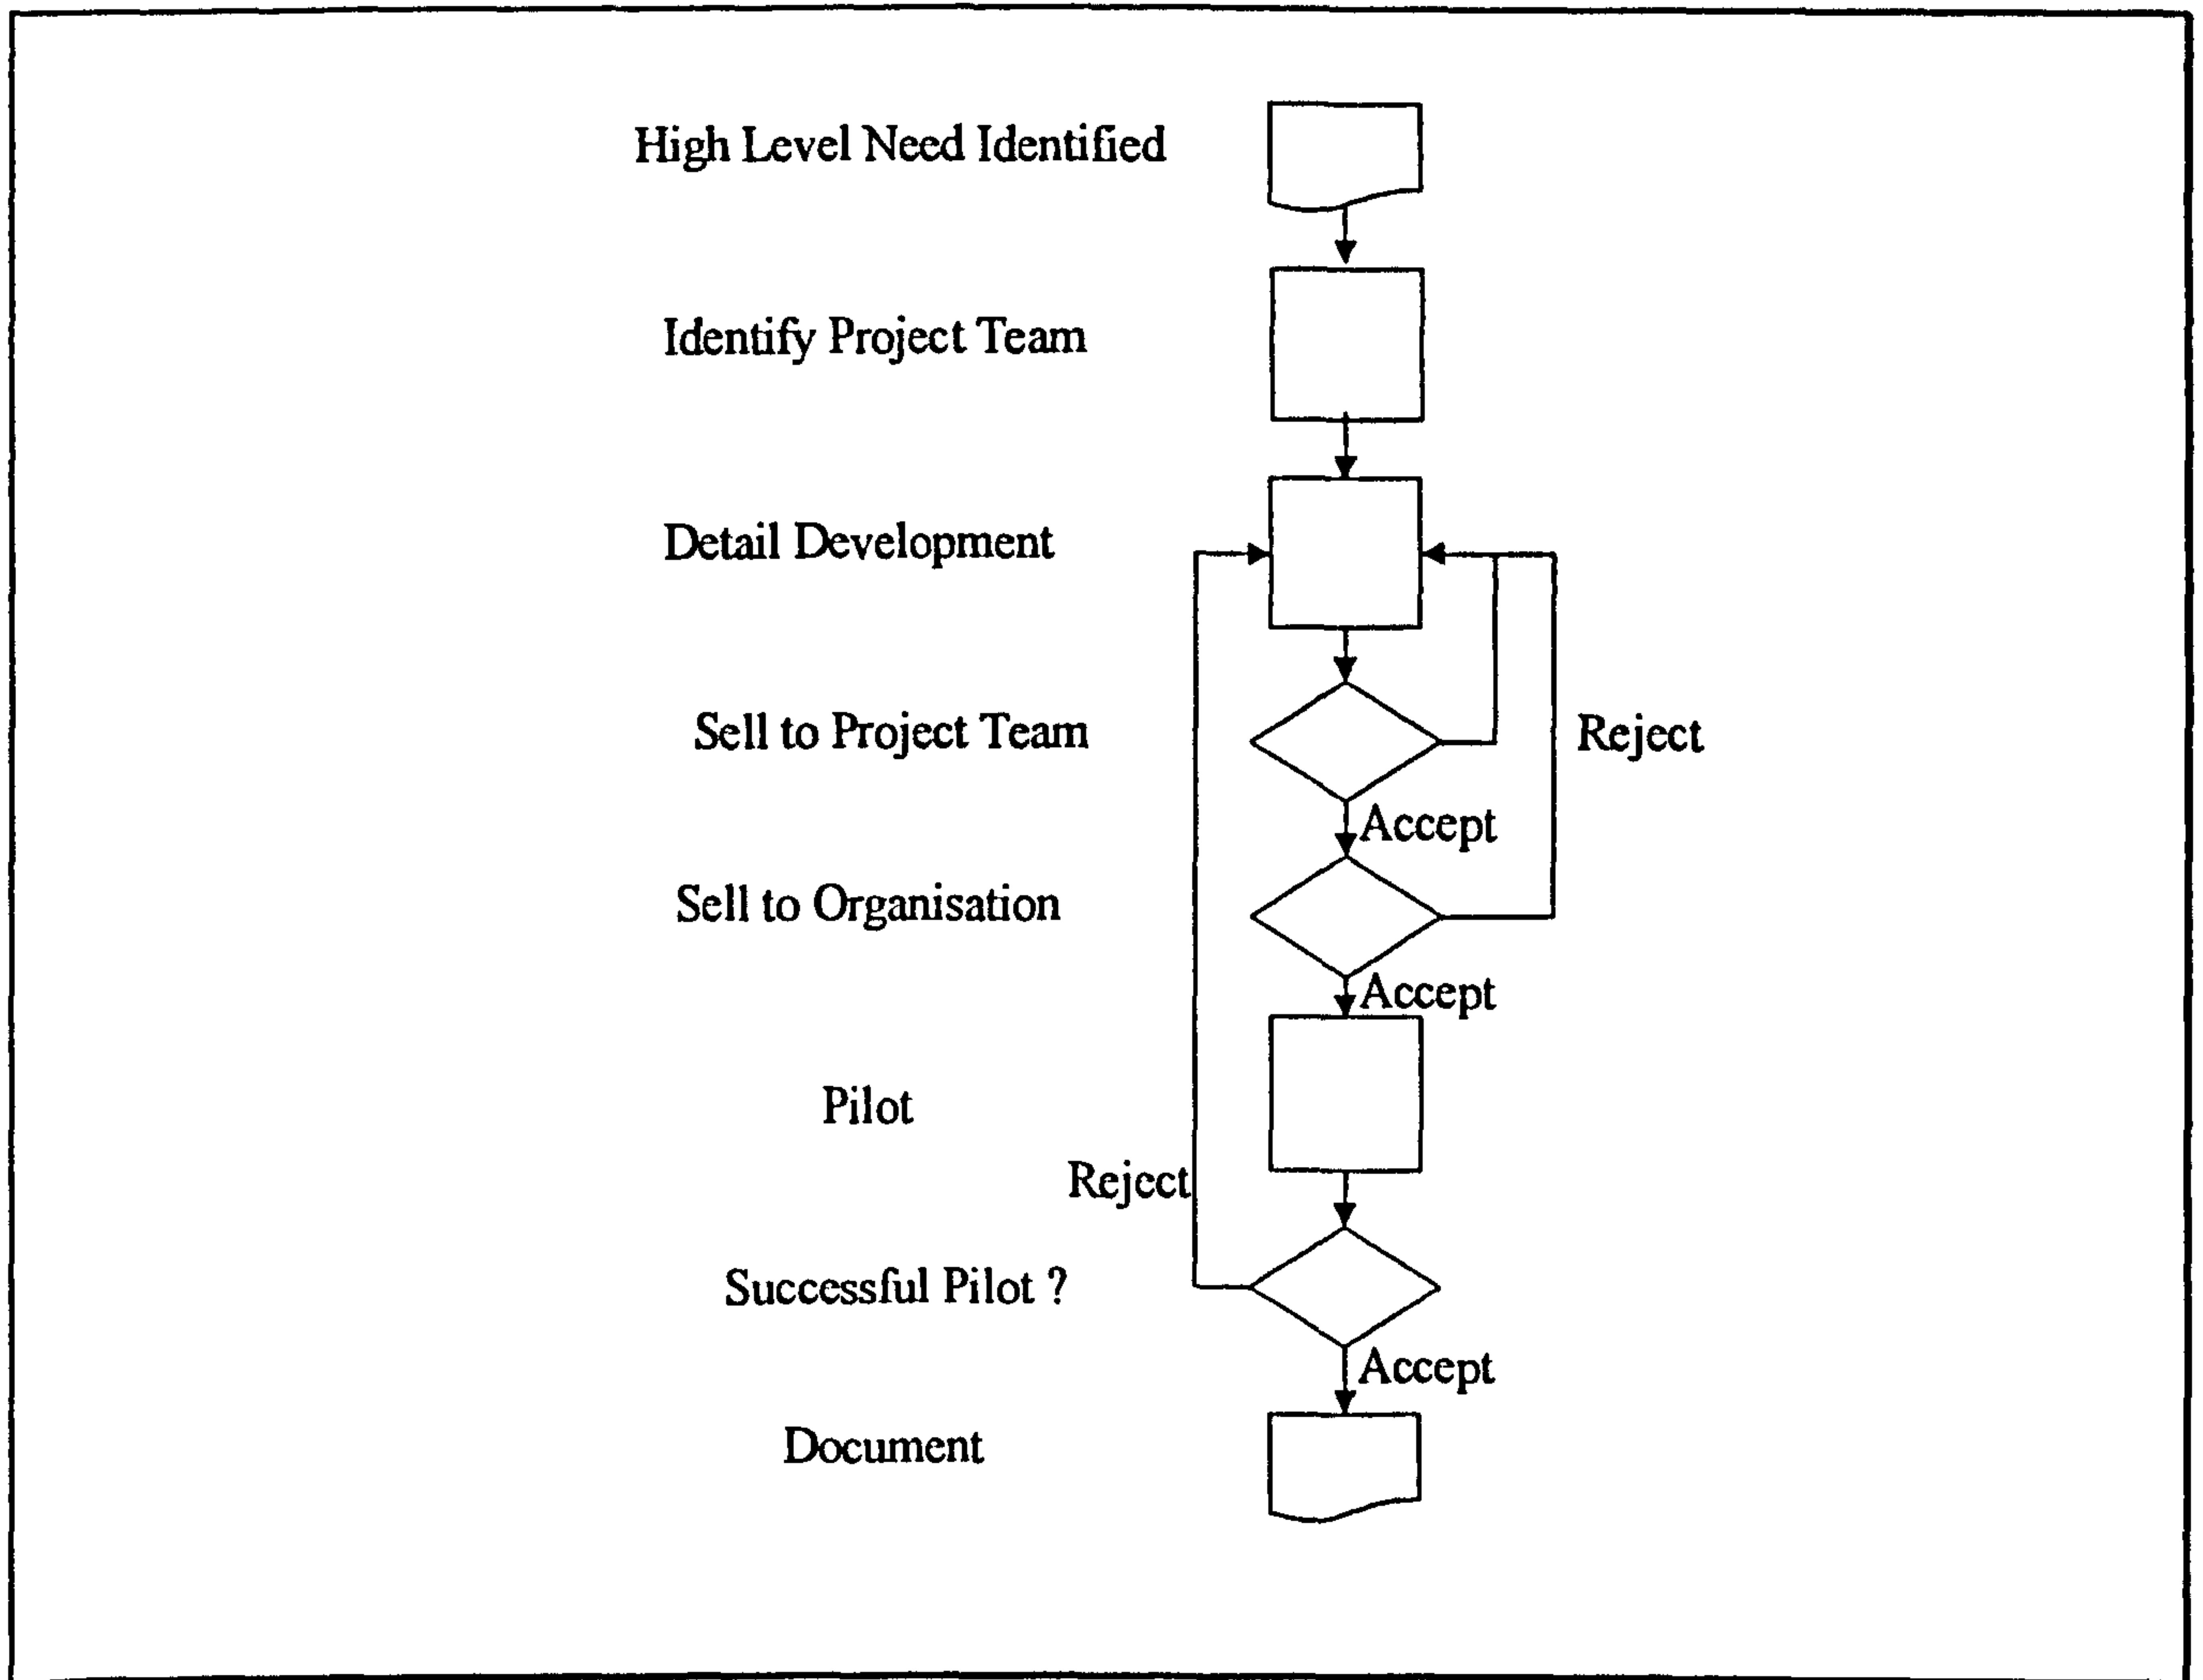 High Level Need Identified
Identify Project Team
Detail Development
Sell to Project Team
Reject
Accept
Sell to Organisation
Accept
Pilot
Reject
Successful Pilot ?
Accept
Document